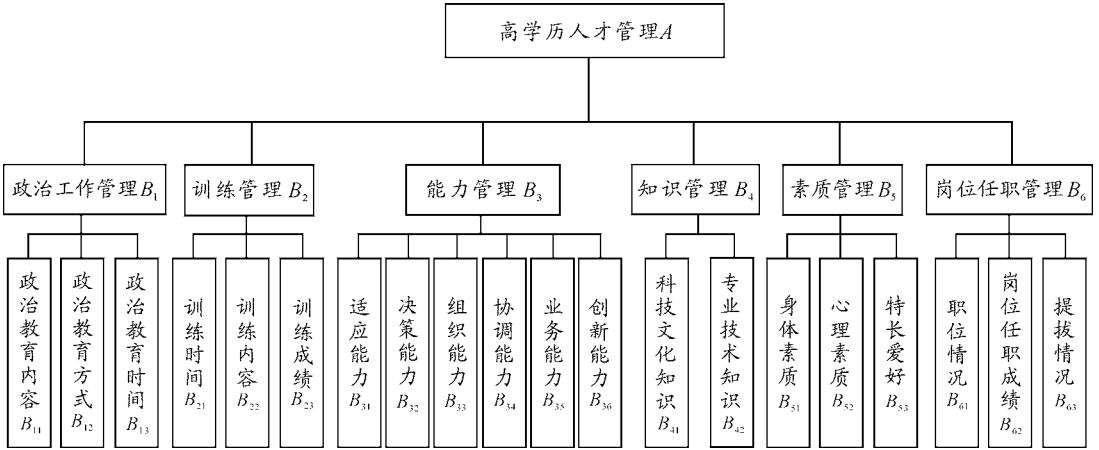 高学历人才管理A
政治工作管理B₁
训练管理B₂
能力管理B₃
知识管理B₄
素质管理B₅
岗位任职管理B₆
政治教育内容B₁₁
政治教育方式B₁₂
政治教育时间B₁₃
训练时间B₂₁
训练内容B₂₂
训练成绩B₂₃
适应能力B₃₁
决策能力B₃₂
组织能力B₃₃
协调能力B₃₄
业务能力B₃₅
创新能力B₃₆
科技文化知识B₄₁
专业技术知识B₄₂
身体素质B₅₁
心理素质B₅₂
特长爱好B₅₃
职位情况B₆₁
岗位任职成绩B₆₂
提拔情况B₆₃